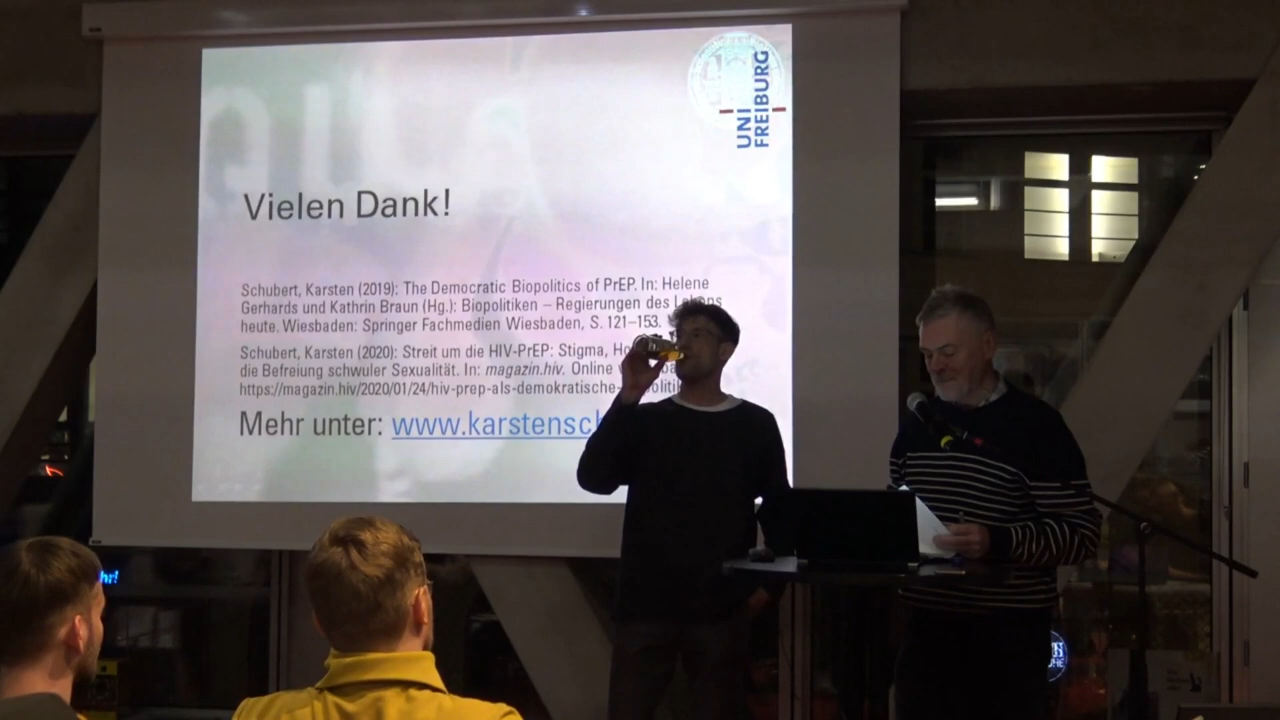 UNI
FREIBURG
Vielen Dank!
Schubert, Karsten (2019): The Democratic Biopolitics of PrEP. In: Helene
Gerhards und Kathrin Braun (Hg.): Biopolitiken – Regierungen des Lebens
heute. Wiesbaden: Springer Fachmedien Wiesbaden, S. 121–153.
Schubert, Karsten (2020): Streit um die HIV-PrEP: Stigma, Ho
die Befreiung schwuler Sexualität. In: magazin.hiv. Online
https://magazin.hiv/2020/01/24/hiv-prep-als-demokratische-
Mehr unter: www.karstensch
hr!